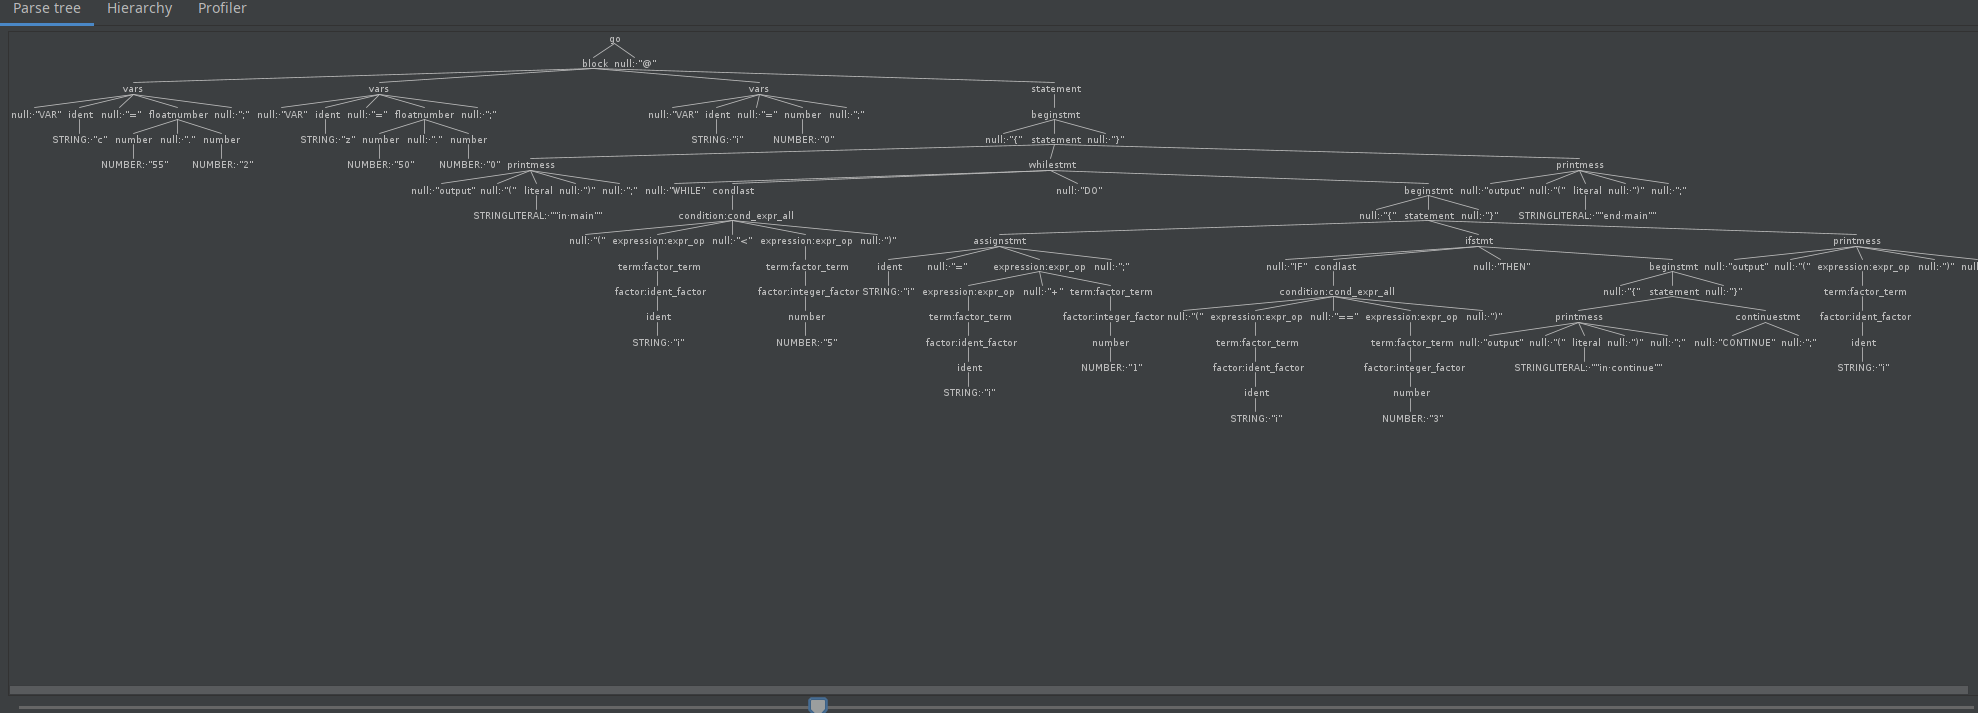 Parse tree Hierarchy Profiler
go
block null:·"@"
vars vars vars statement
null:·"VAR" ident null:·"=" floatnumber null:·";" null:·"VAR" ident null:·"=" floatnumber null:·";" null:·"VAR" ident null:·"=" number null:·";" beginstmt
STRING:·"c" number null:·"." number STRING:·"z" number null:·"." number STRING:·"i" NUMBER:·"0" null:·"{" statement null:·"}"
NUMBER:·"55" NUMBER:·"2" NUMBER:·"50" NUMBER:·"0" printmess whilestmt printmess
null:·"output" null:·"(" literal null:·")" null:·";" null:·"WHILE" condlast null:·"DO" beginstmt null:·"output" null:·"(" literal null:·")" null:·";"
STRINGLITERAL:·""in·main"" condition:cond_expr_all null:·"{" statement null:·"}" STRINGLITERAL:·""end·main""
null:·"(" expression:expr_op null:·"<" expression:expr_op null:·")" assignstmt ifstmt printmess
term:factor_term term:factor_term ident null:·"=" expression:expr_op null:·";" null:·"IF" condlast null:·"THEN" beginstmt null:·"output" null:·"(" expression:expr_op null:·")" null
factor:ident_factor factor:integer_factor STRING:·"i" expression:expr_op null:·"+" term:factor_term condition:cond_expr_all null:·"{" statement null:·"}" term:factor_term
ident number term:factor_term factor:integer_factor null:·"(" expression:expr_op null:·"==" expression:expr_op null:·")" printmess continuestmt factor:ident_factor
STRING:·"i" NUMBER:·"5" factor:ident_factor number term:factor_term term:factor_term null:·"output" null:·"(" literal null:·")" null:·";" null:·"CONTINUE" null:·";" ident
ident NUMBER:·"1" factor:ident_factor factor:integer_factor STRINGLITERAL:·""in·continue"" STRING:·"i"
STRING:·"i" ident number
STRING:·"i" NUMBER:·"3"